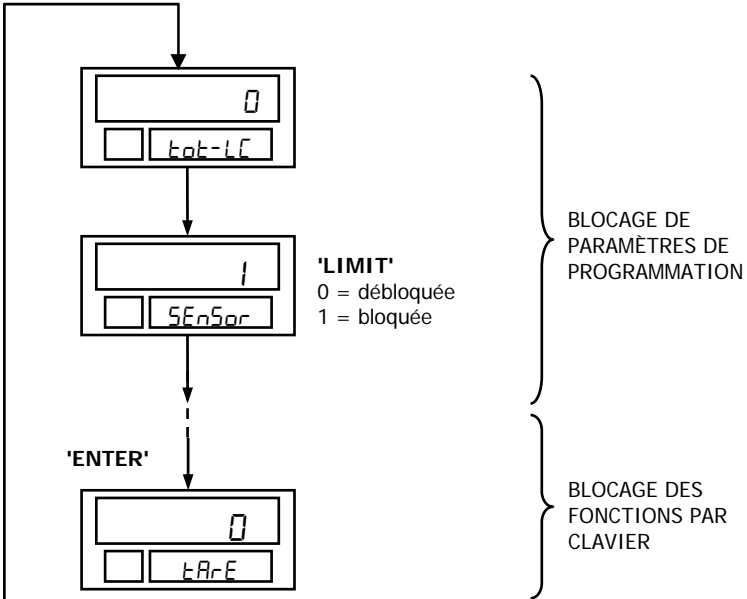 0
tot-LC
1
SEnSor
'LIMIT'
0 = débloquée
1 = bloquée
BLOCAGE DE
PARAMÈTRES DE
PROGRAMMATION
'ENTER'
0
tArE
BLOCAGE DES
FONCTIONS PAR
CLAVIER